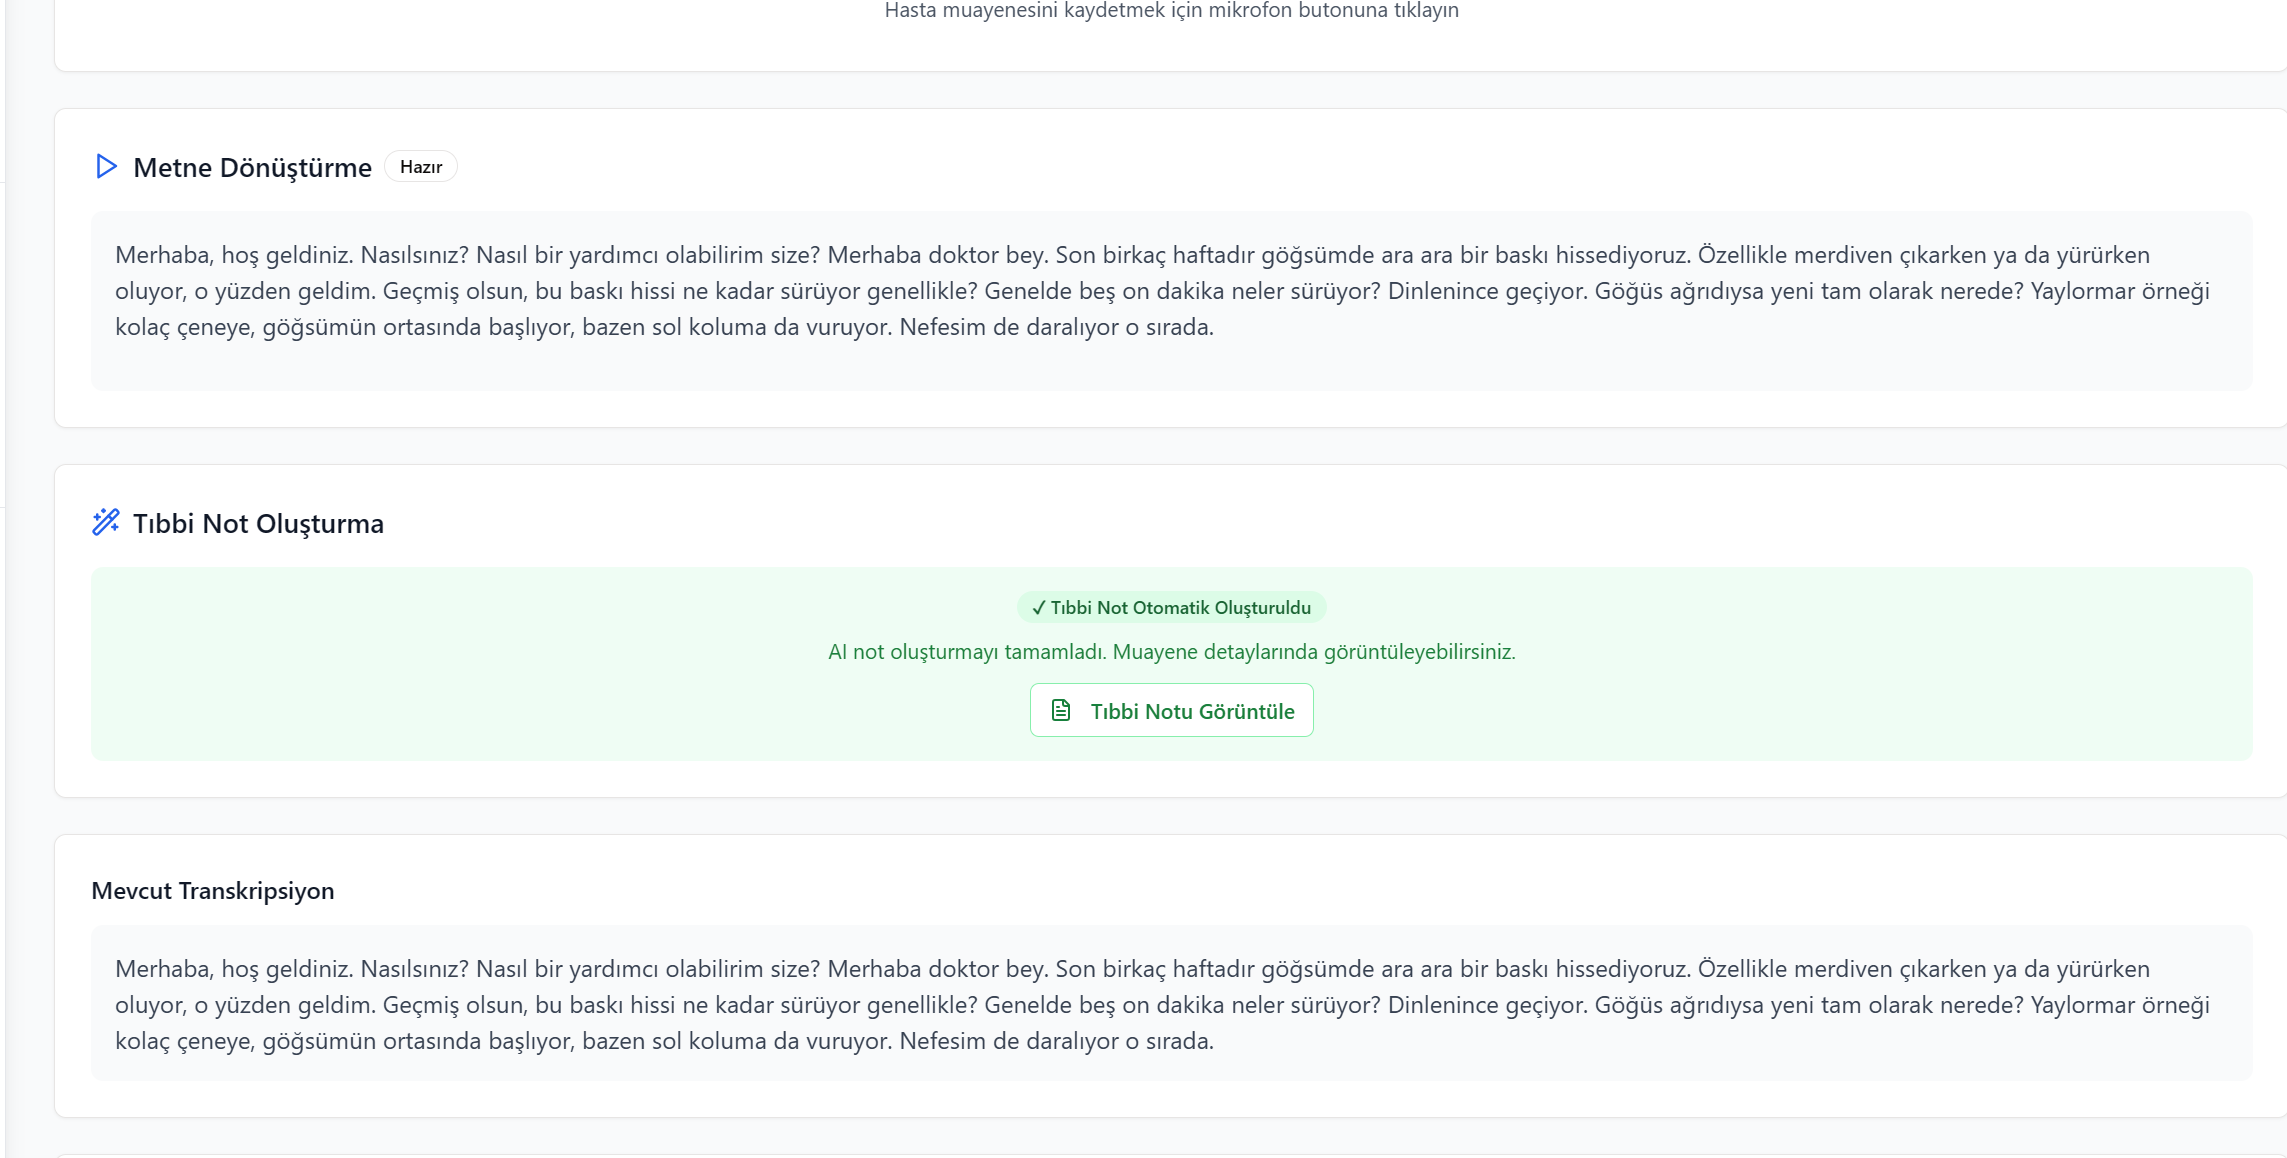 Hasta muayenesini kaydetmek için mikrofon butonuna tıklayın
Metne Dönüştürme
Hazır
Merhaba, hoş geldiniz. Nasılsınız? Nasıl bir yardımcı olabilirim size? Merhaba doktor bey. Son birkaç haftadır göğsümde ara ara bir baskı hissediyoruz. Özellikle merdiven çıkarken ya da yürürken
oluyor, o yüzden geldim. Geçmiş olsun, bu baskı hissi ne kadar sürüyor genellikle? Genelde beş on dakika neler sürüyor? Dinlenince geçiyor. Göğüs ağrıdıysa yeni tam olarak nerede? Yaylormar örneği
kolaç çeneye, göğsümün ortasında başlıyor, bazen sol koluma da vuruyor. Nefesim de daralıyor o sırada.
Tıbbi Not Oluşturma
✓ Tıbbi Not Otomatik Oluşturuldu
AI not oluşturmayı tamamladı. Muayene detaylarında görüntüleyebilirsiniz.
Tıbbi Notu Görüntüle
Mevcut Transkripsiyon
Merhaba, hoş geldiniz. Nasılsınız? Nasıl bir yardımcı olabilirim size? Merhaba doktor bey. Son birkaç haftadır göğsümde ara ara bir baskı hissediyoruz. Özellikle merdiven çıkarken ya da yürürken
oluyor, o yüzden geldim. Geçmiş olsun, bu baskı hissi ne kadar sürüyor genellikle? Genelde beş on dakika neler sürüyor? Dinlenince geçiyor. Göğüs ağrıdıysa yeni tam olarak nerede? Yaylormar örneği
kolaç çeneye, göğsümün ortasında başlıyor, bazen sol koluma da vuruyor. Nefesim de daralıyor o sırada.